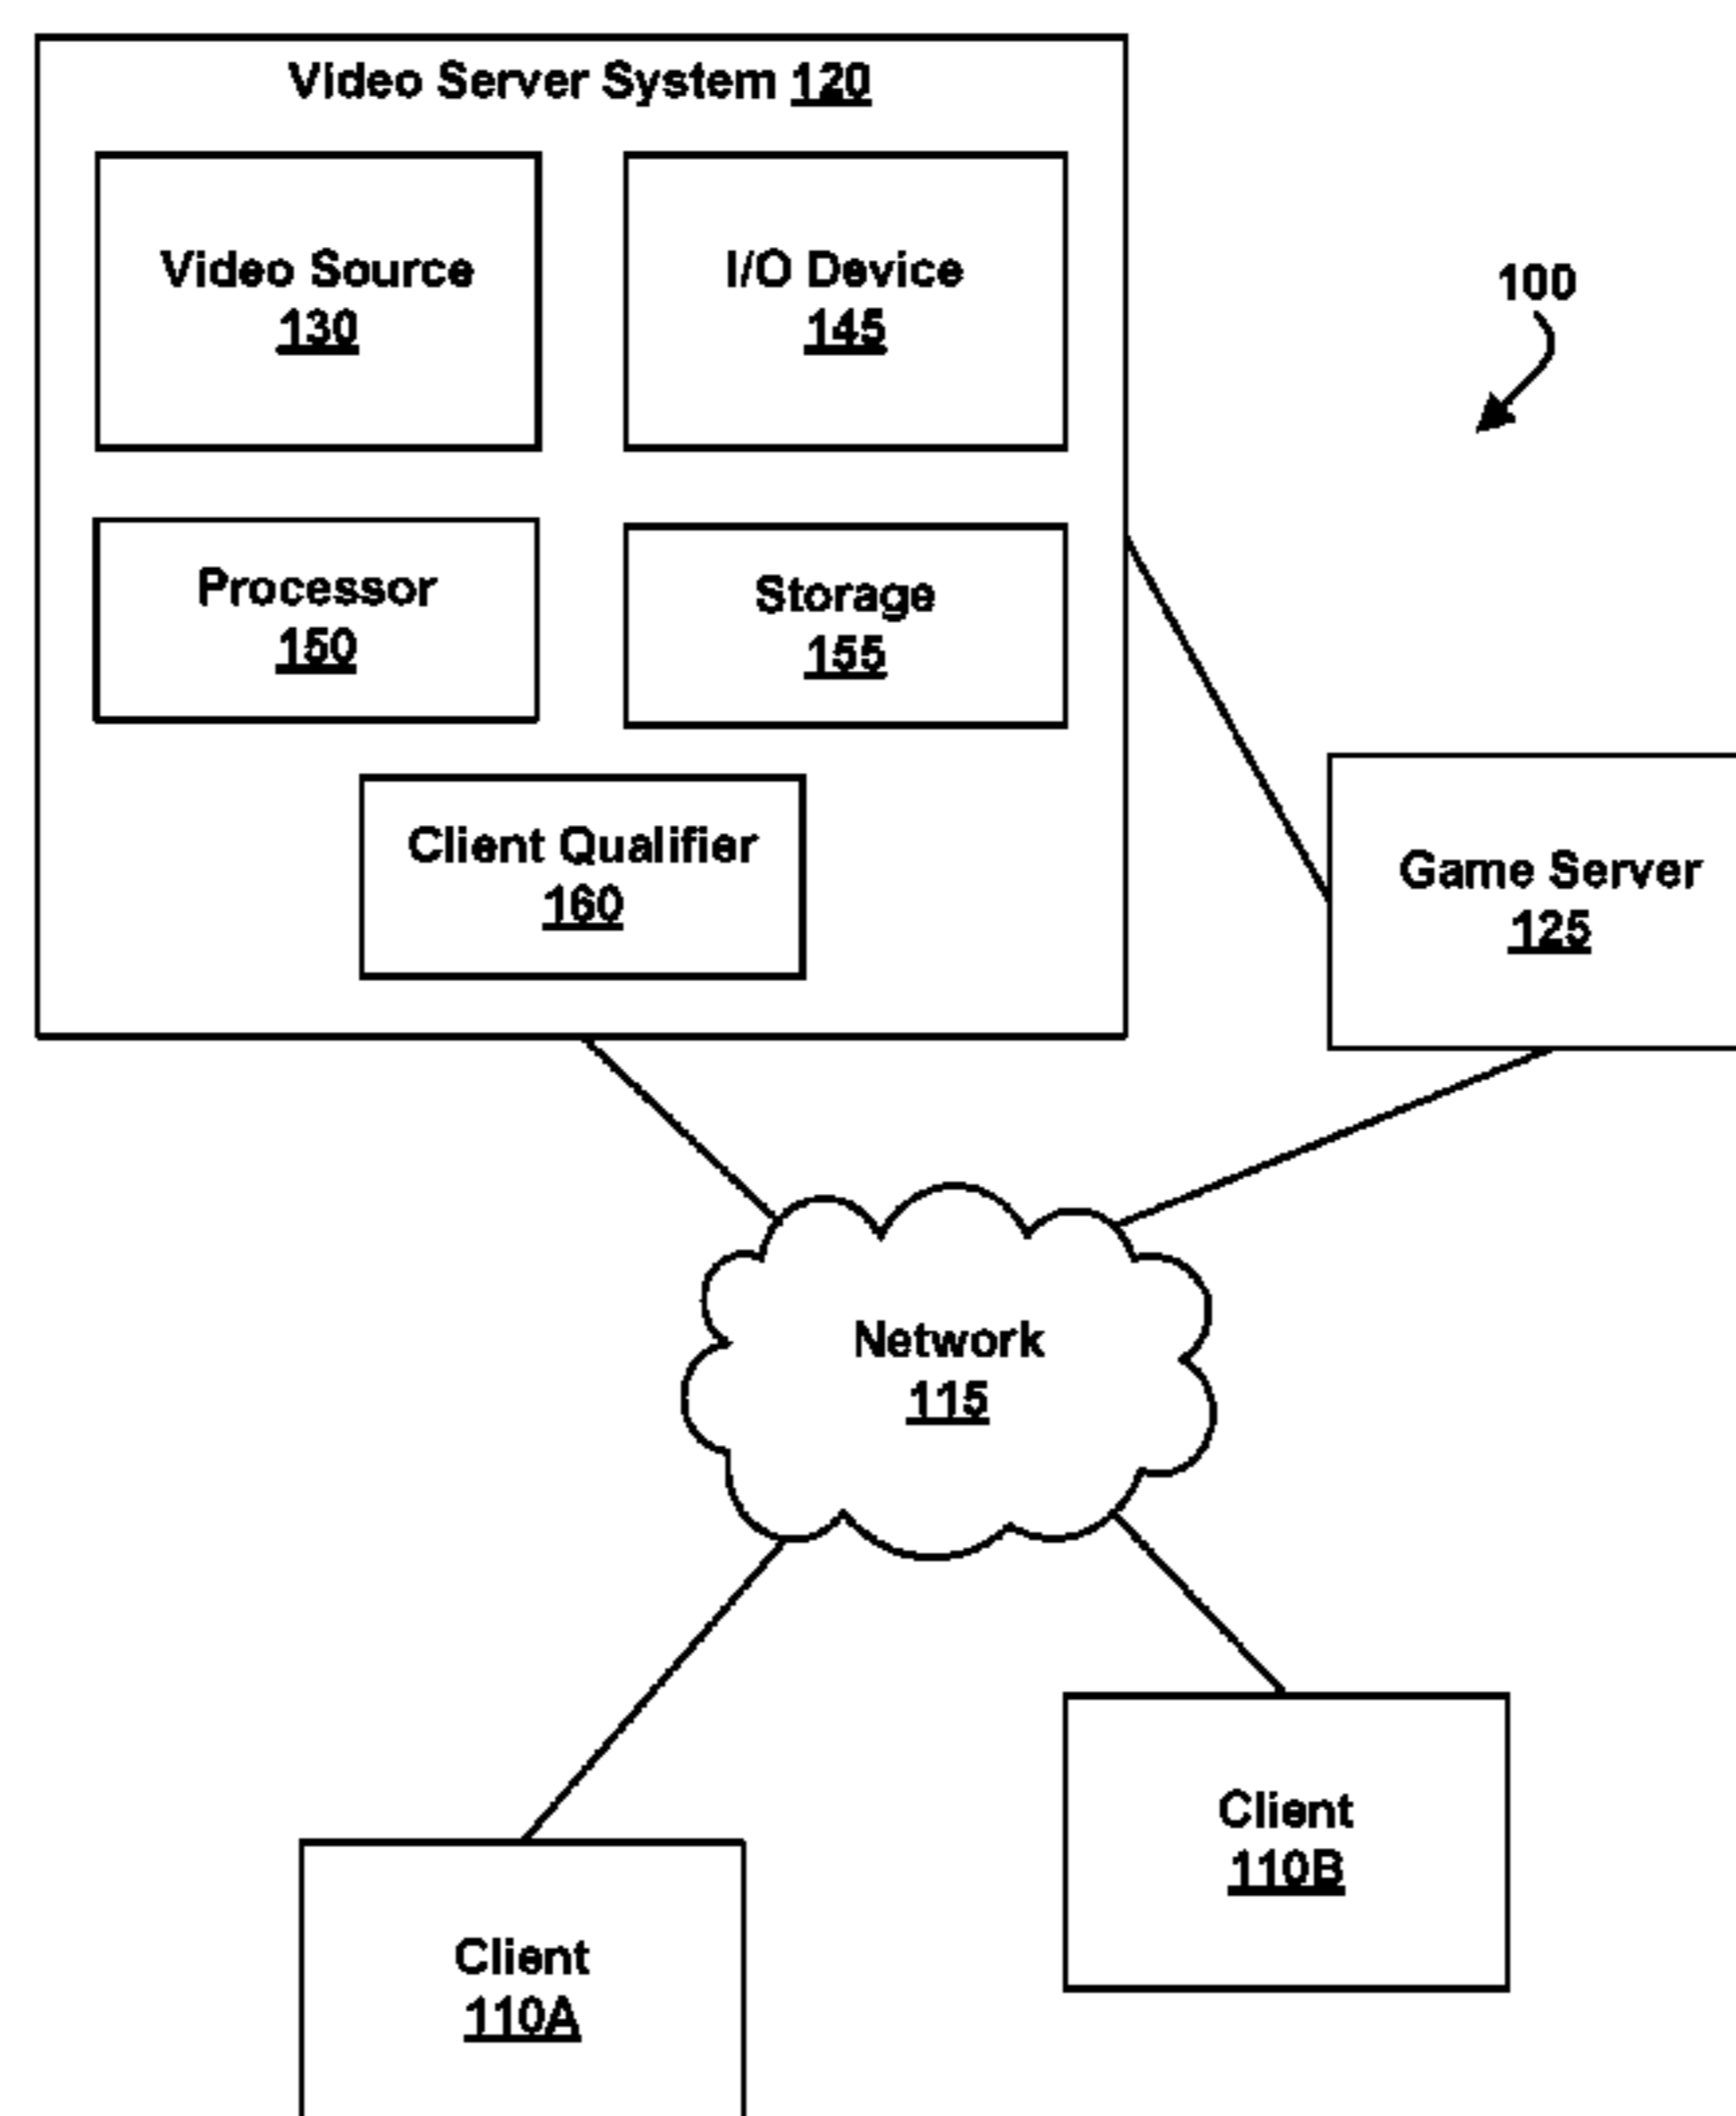 Video Server System 120
Video Source
130
I/O Device
145
100
Processor
150
Storage
155
Client Qualifier
160
Game Server
125
Network
115
Client
110B
Client
110A